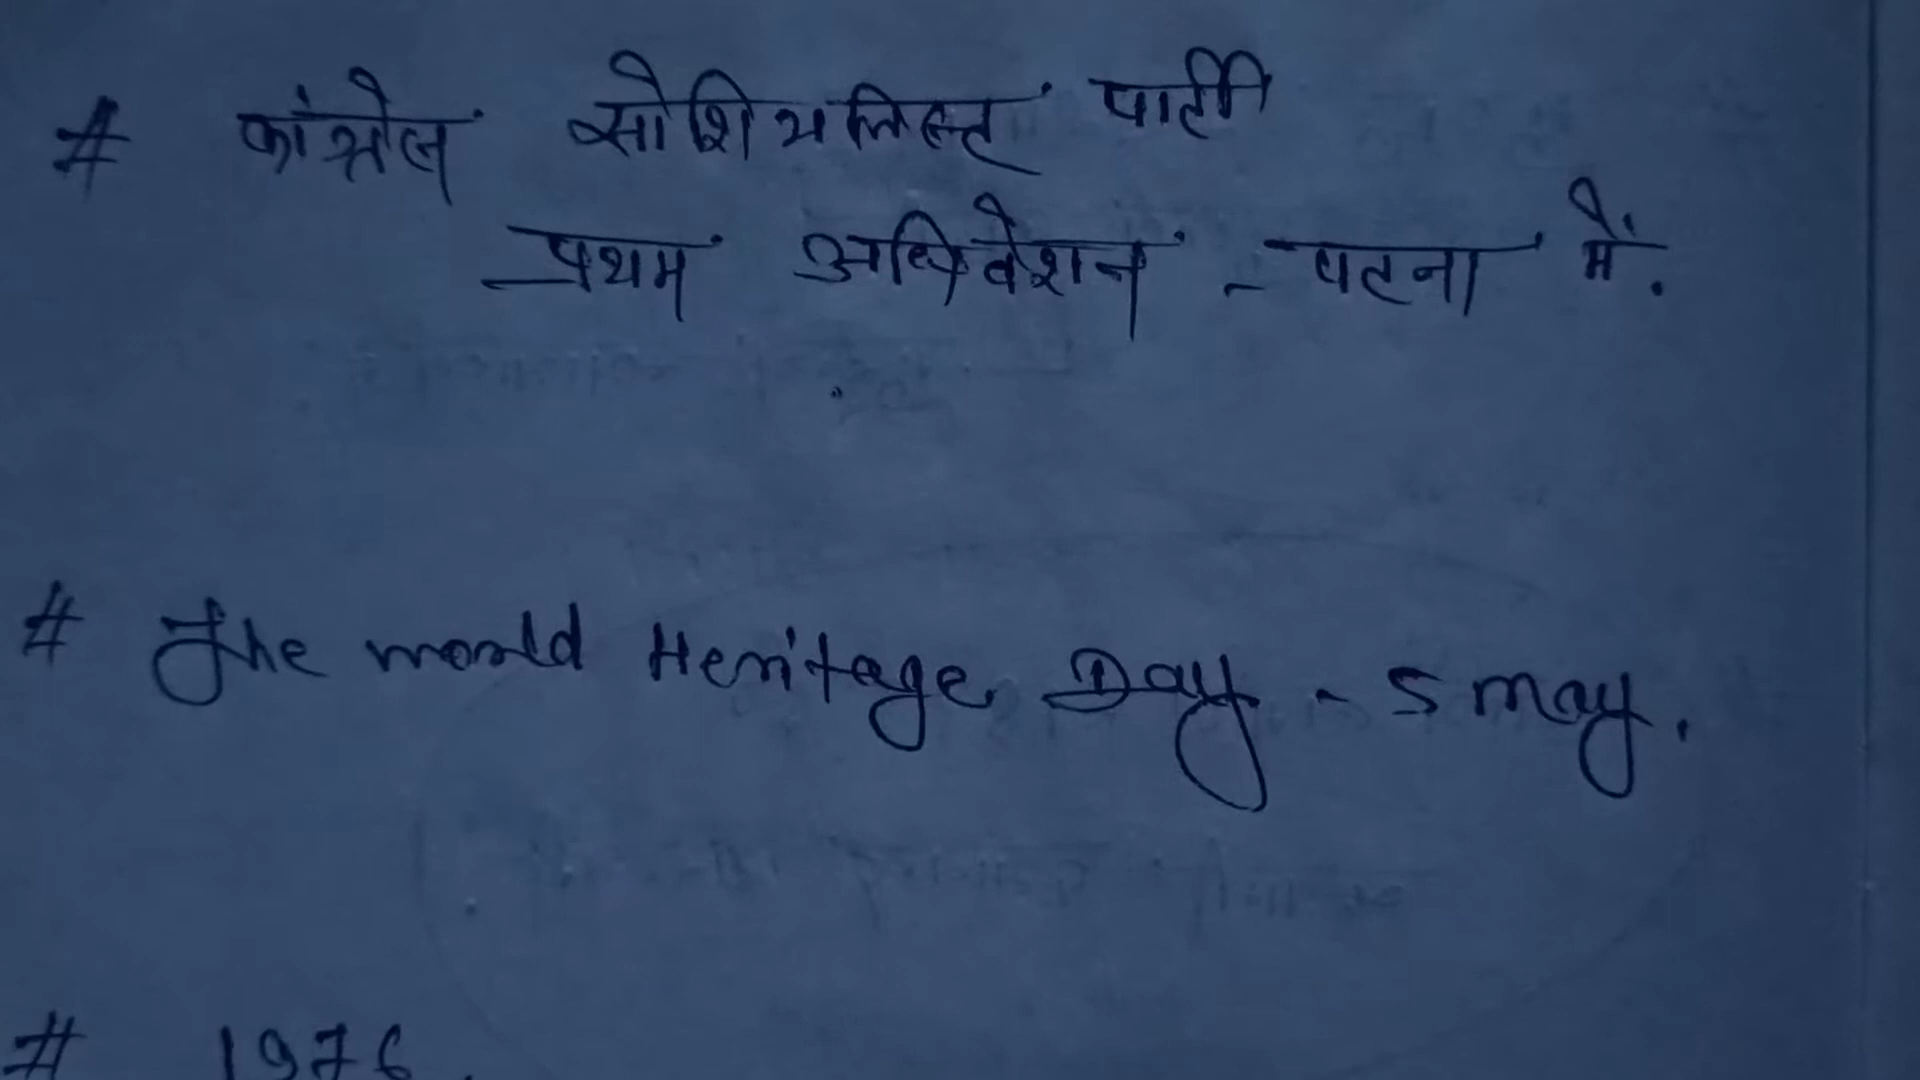 # कांग्रेस सोशियलिस्ट पार्टी
प्रथम अधिवेशन - पटना में.
# The world Heritage Day - 5 may.
# 1976